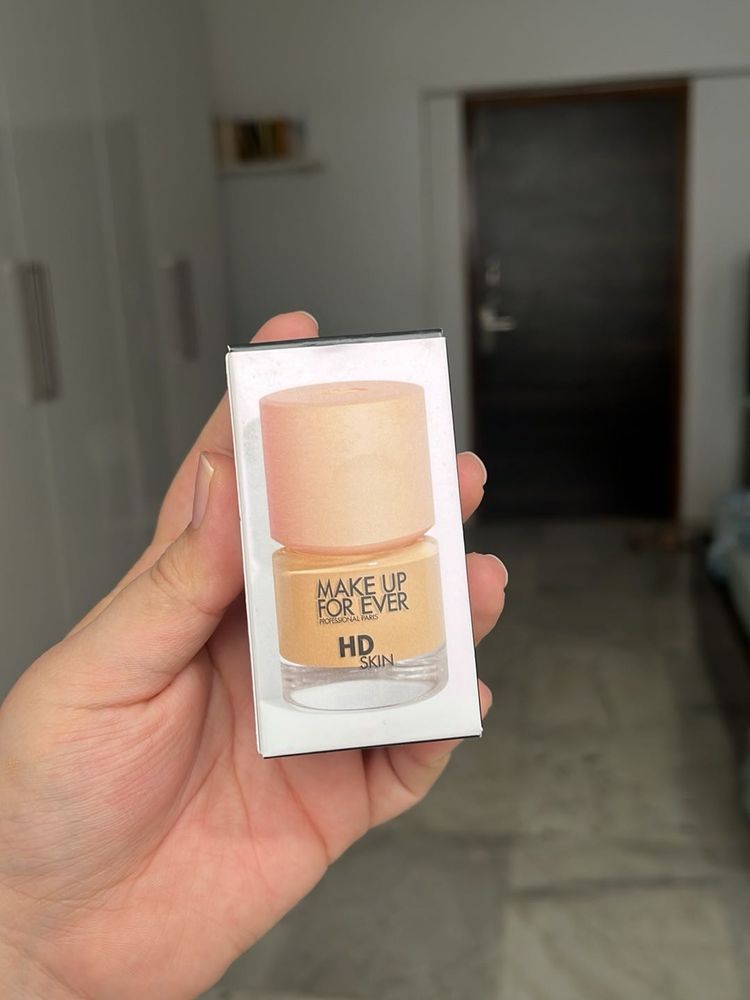 MAKE UP
FOR EVER
PROFESSIONAL PARIS
HD
SKIN